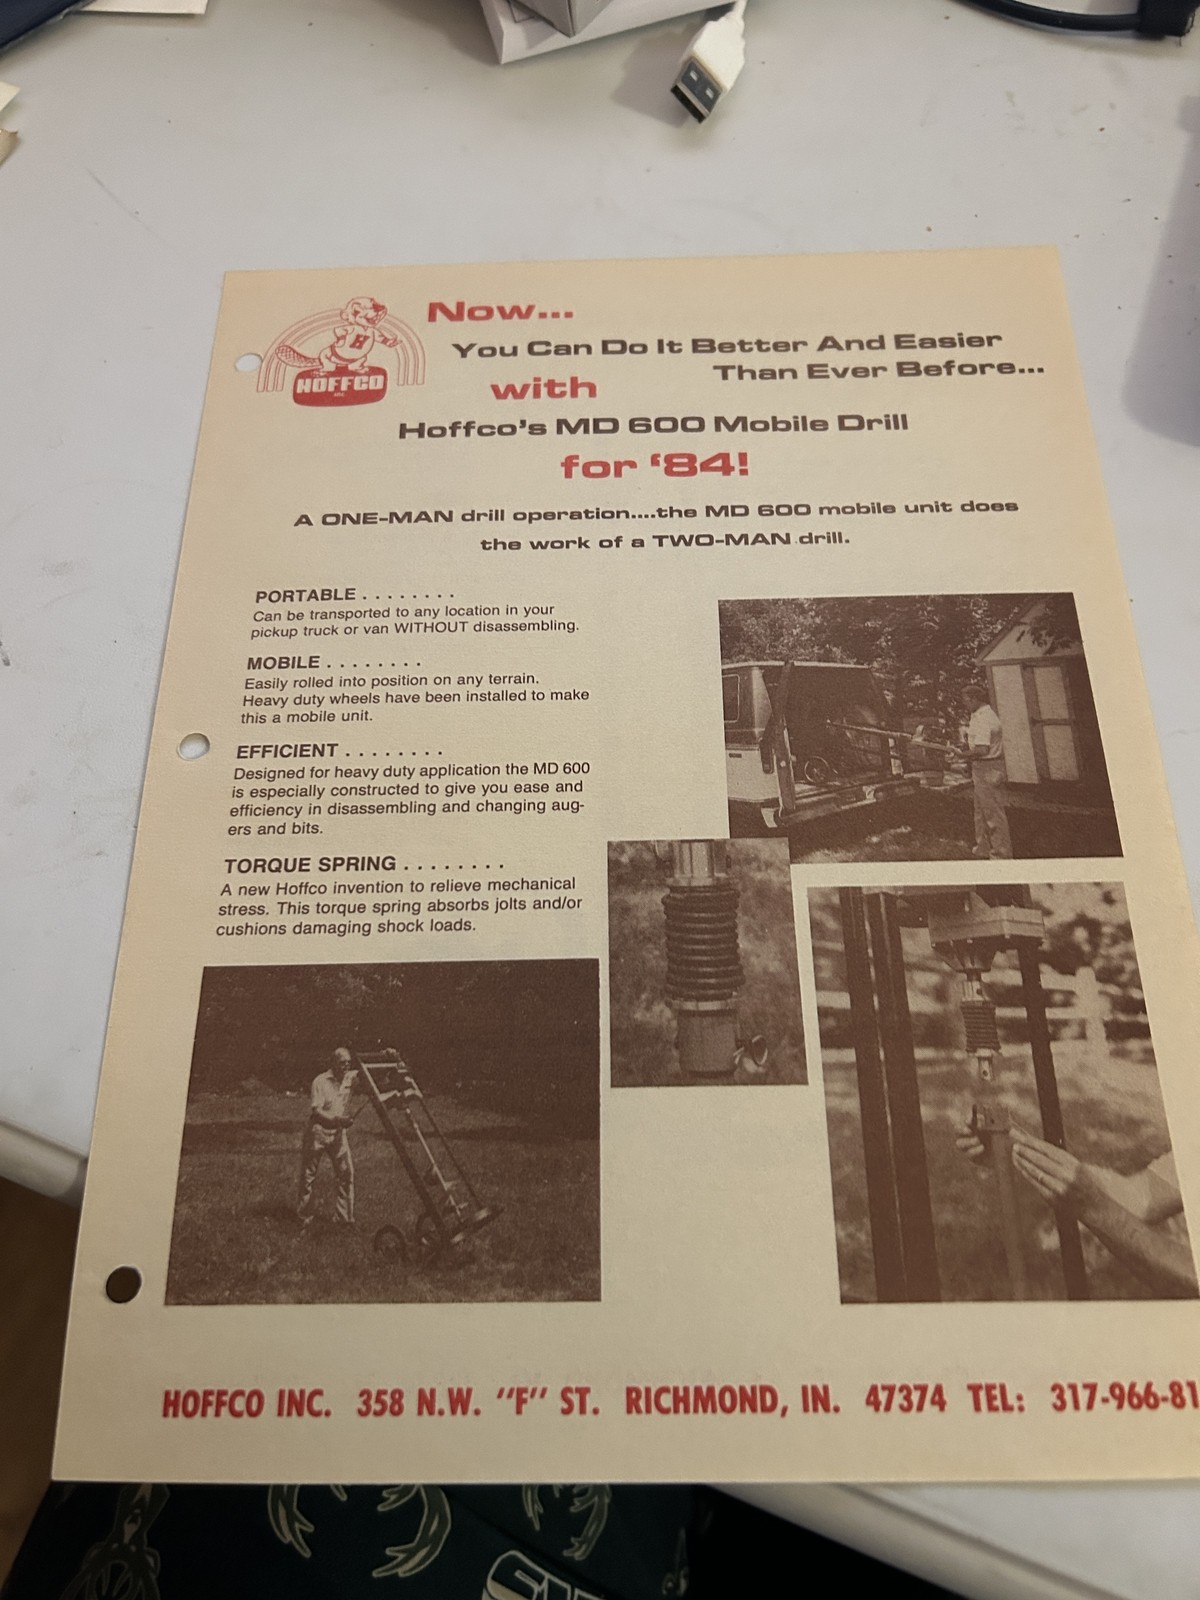 HOFFCO
INC.
Now...
You Can Do It Better And Easier
Than Ever Before...
with
Hoffco's MD 600 Mobile Drill
for '84!
A ONE-MAN drill operation....the MD 600 mobile unit does
the work of a TWO-MAN drill.
PORTABLE . . . . . . . .
Can be transported to any location in your
pickup truck or van WITHOUT disassembling.
MOBILE . . . . . . . .
Easily rolled into position on any terrain.
Heavy duty wheels have been installed to make
this a mobile unit.
EFFICIENT . . . . . . . .
Designed for heavy duty application the MD 600
is especially constructed to give you ease and
efficiency in disassembling and changing aug-
ers and bits.
TORQUE SPRING . . . . . . . .
A new Hoffco invention to relieve mechanical
stress. This torque spring absorbs jolts and/or
cushions damaging shock loads.
HOFFCO INC. 358 N.W. "F" ST. RICHMOND, IN. 47374 TEL: 317-966-81